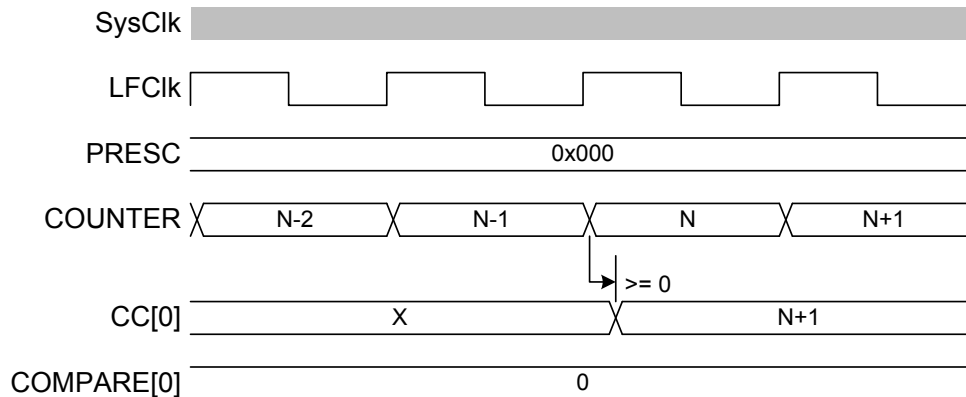 SysClk
LFClk
PRESC 0x000
COUNTER N-2 N-1 N N+1
>= 0
CC[0] X N+1
COMPARE[0] 0